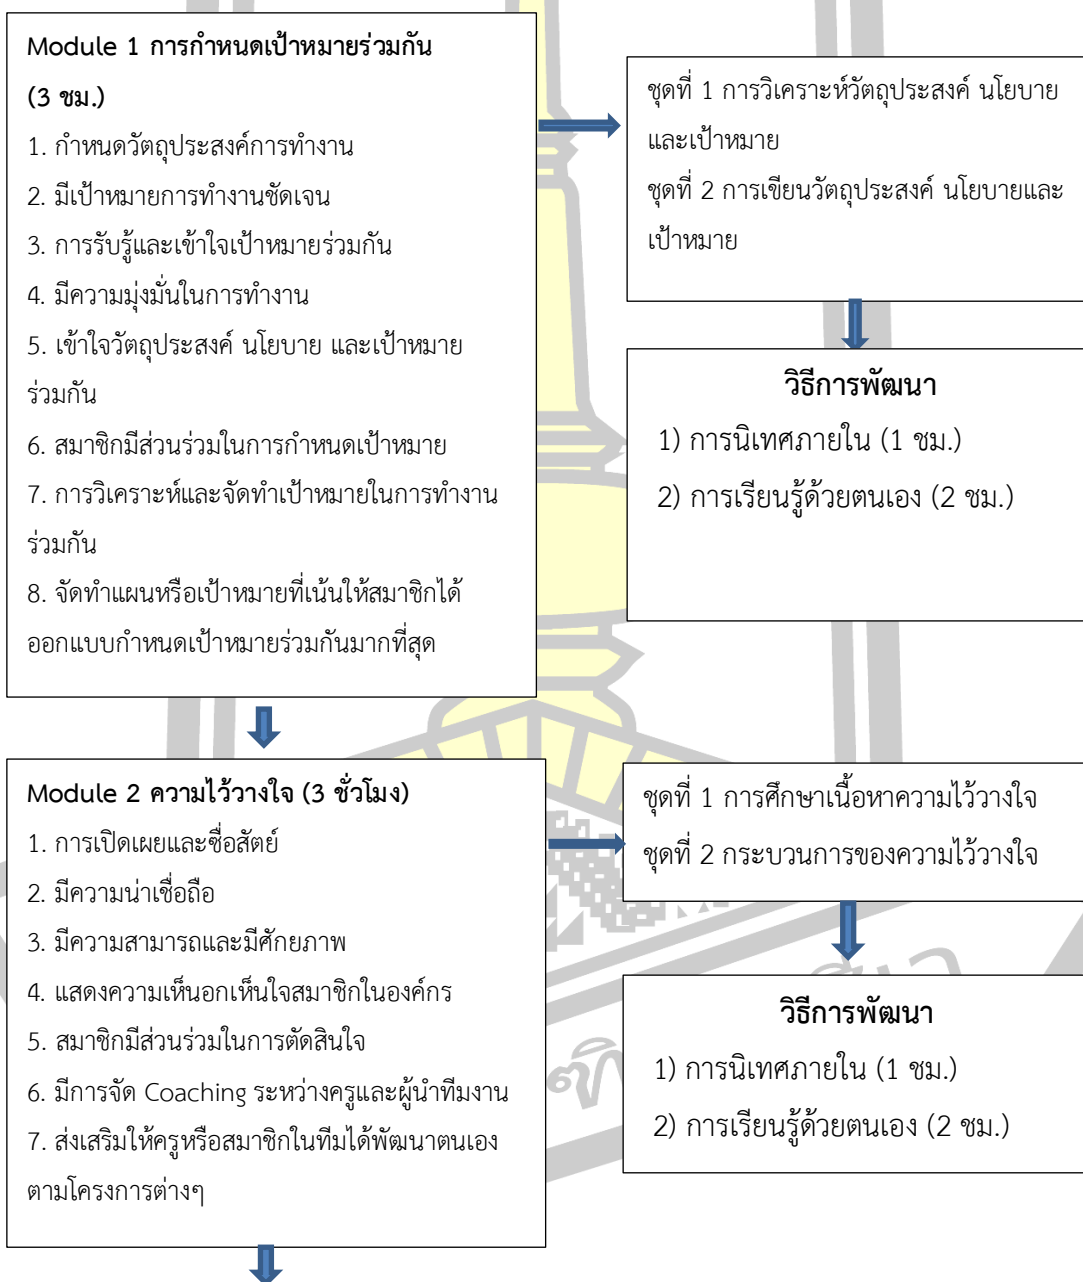 Module 1 การกำหนดเป้าหมายร่วมกัน
(3 ชม.)
1. กำหนดวัตถุประสงค์การทำงาน
2. มีเป้าหมายการทำงานชัดเจน
3. การรับรู้และเข้าใจเป้าหมายร่วมกัน
4. มีความมุ่งมั่นในการทำงาน
5. เข้าใจวัตถุประสงค์ นโยบาย และเป้าหมาย
ร่วมกัน
6. สมาชิกมีส่วนร่วมในการกำหนดเป้าหมาย
7. การวิเคราะห์และจัดทำเป้าหมายในการทำงาน
ร่วมกัน
8. จัดทำแผนหรือเป้าหมายที่เน้นให้สมาชิกได้
ออกแบบกำหนดเป้าหมายร่วมกันมากที่สุด
ชุดที่ 1 การวิเคราะห์วัตถุประสงค์ นโยบาย
และเป้าหมาย
ชุดที่ 2 การเขียนวัตถุประสงค์ นโยบายและ
เป้าหมาย
วิธีการพัฒนา
1) การนิเทศภายใน (1 ชม.)
2) การเรียนรู้ด้วยตนเอง (2 ชม.)
Module 2 ความไว้วางใจ (3 ชั่วโมง)
1. การเปิดเผยและซื่อสัตย์
2. มีความน่าเชื่อถือ
3. มีความสามารถและมีศักยภาพ
4. แสดงความเห็นอกเห็นใจสมาชิกในองค์กร
5. สมาชิกมีส่วนร่วมในการตัดสินใจ
6. มีการจัด Coaching ระหว่างครูและผู้นำทีมงาน
7. ส่งเสริมให้ครูหรือสมาชิกในทีมได้พัฒนาตนเอง
ตามโครงการต่างๆ
ชุดที่ 1 การศึกษาเนื้อหาความไว้วางใจ
ชุดที่ 2 กระบวนการของความไว้วางใจ
วิธีการพัฒนา
1) การนิเทศภายใน (1 ชม.)
2) การเรียนรู้ด้วยตนเอง (2 ชม.)